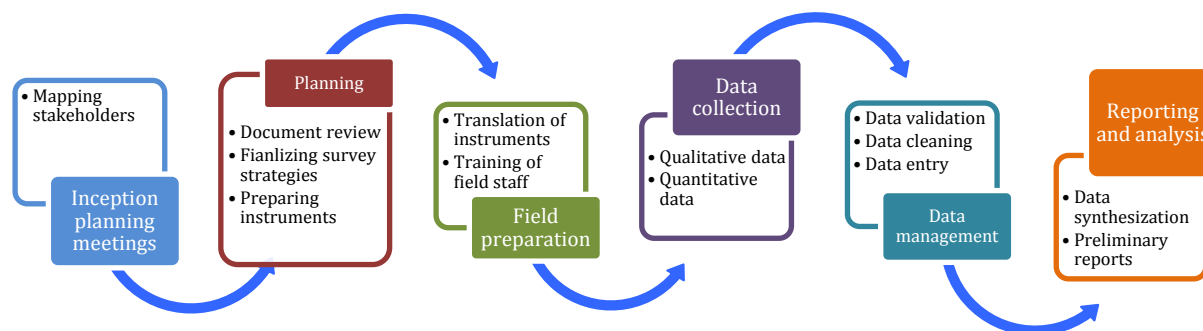 • Mapping
stakeholders
Inception
planning
meetings
Planning
• Document review
• Fianlizing survey
strategies
• Preparing
instruments
• Translation of
instruments
• Training of
field staff
Field
preparation
Data
collection
• Qualitative data
• Quantitative
data
• Data validation
• Data cleaning
• Data entry
Data
management
Reporting
and analysis
• Data
synthesization
• Preliminary
reports